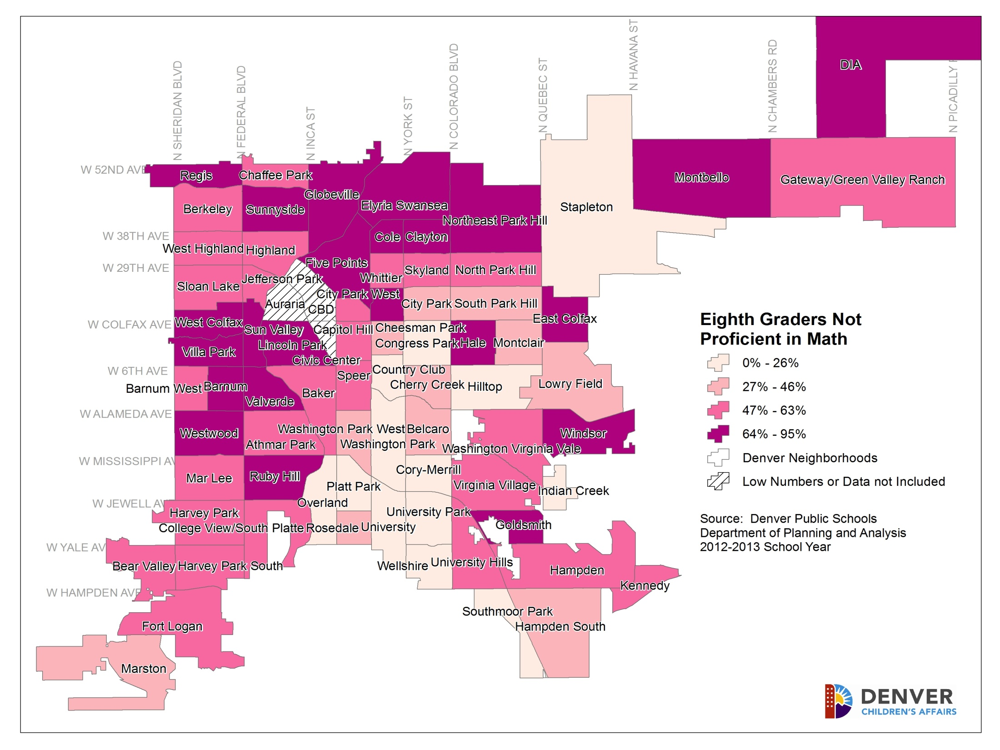 N SHERIDAN BLVD
N FEDERAL BLVD
N INCA ST
N YORK ST
N COLORADO BLVD
N QUEBEC ST
N HAVANA ST
N CHAMBERS RD
N PICADILLY
DIA
W 52ND AVE
Regis
Chaffee Park
Globeville
Elyria Swansea
Montbello
Gateway/Green Valley Ranch
Berkeley
Sunnyside
Stapleton
Northeast Park Hill
W 38TH AVE
Cole
Clayton
West Highland
Highland
W 29TH AVE
Five Points
Whittier
Skyland
North Park Hill
Sloan Lake
Jefferson Park
City Park West
Auraria
CBD
City Park
South Park Hill
East Colfax
W COLFAX AVE
West Colfax
Sun Valley
Capitol Hill
Cheesman Park
Lincoln Park
Congress Park
Hale
Montclair
Villa Park
Civic Center
W 6TH AVE
Speer
Country Club
Barnum West
Barnum
Baker
Cherry Creek
Hilltop
Lowry Field
Valverde
W ALAMEDA AVE
Westwood
Washington Park West
Belcaro
Windsor
Athmar Park
Washington Park
Washington Virginia Vale
W MISSISSIPPI AV
Mar Lee
Ruby Hill
Cory-Merrill
Platt Park
Virginia Village
Indian Creek
W JEWELL AV
Overland
Harvey Park
University Park
Goldsmith
College View/South Platte
Rosedale
University
W YALE AV
Bear Valley
Harvey Park South
Wellshire
University Hills
Hampden
Kennedy
W HAMPDEN AVE
Southmoor Park
Fort Logan
Hampden South
Marston
Eighth Graders Not
Proficient in Math
0% - 26%
27% - 46%
47% - 63%
64% - 95%
Denver Neighborhoods
Low Numbers or Data not Included
Source:  Denver Public Schools
Department of Planning and Analysis
2012-2013 School Year
DENVER
CHILDREN'S AFFAIRS